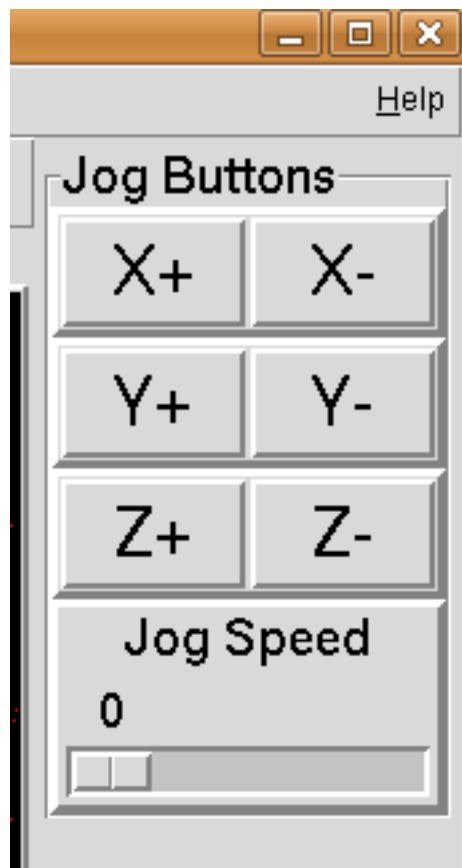 Help
Jog Buttons
X+ X-
Y+ Y-
Z+ Z-
Jog Speed
0